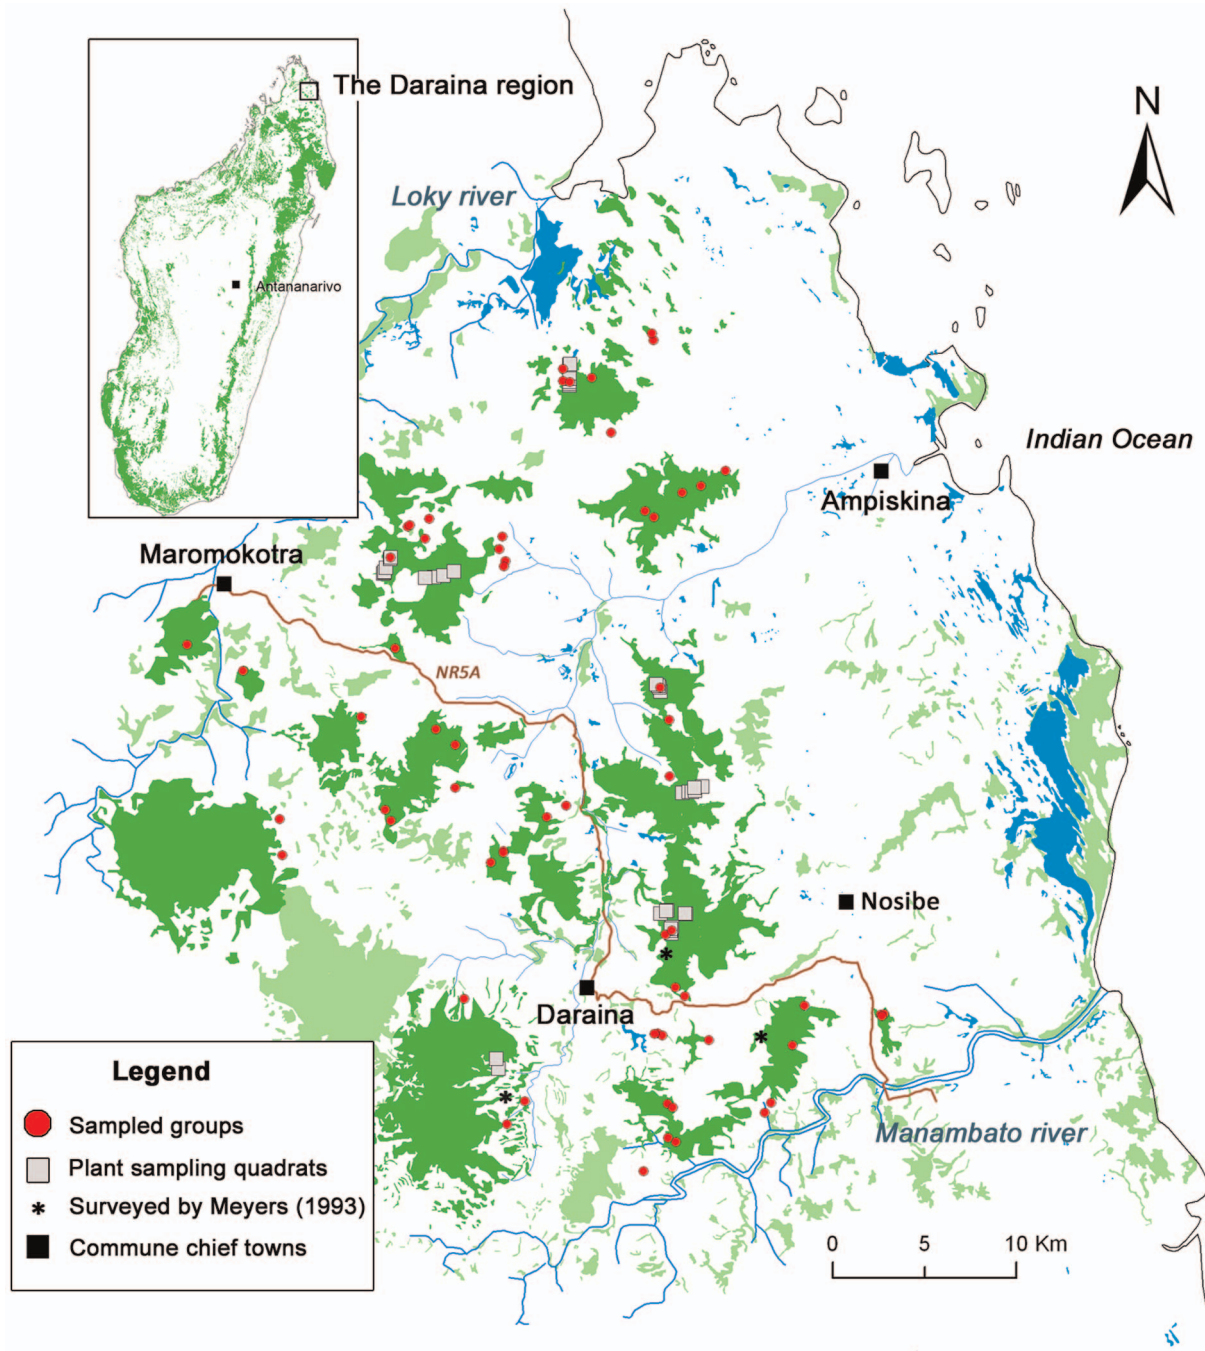 The Daraina region
N
Loky river
Antananarivo
Indian Ocean
Ampiskina
Maromokotra
NR5A
Nosibe
Daraina
Legend
Sampled groups
Plant sampling quadrats
* Surveyed by Meyers (1993)
Commune chief towns
Manambato river
0 5 10 Km